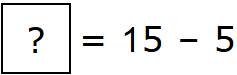 ? = 15 - 5